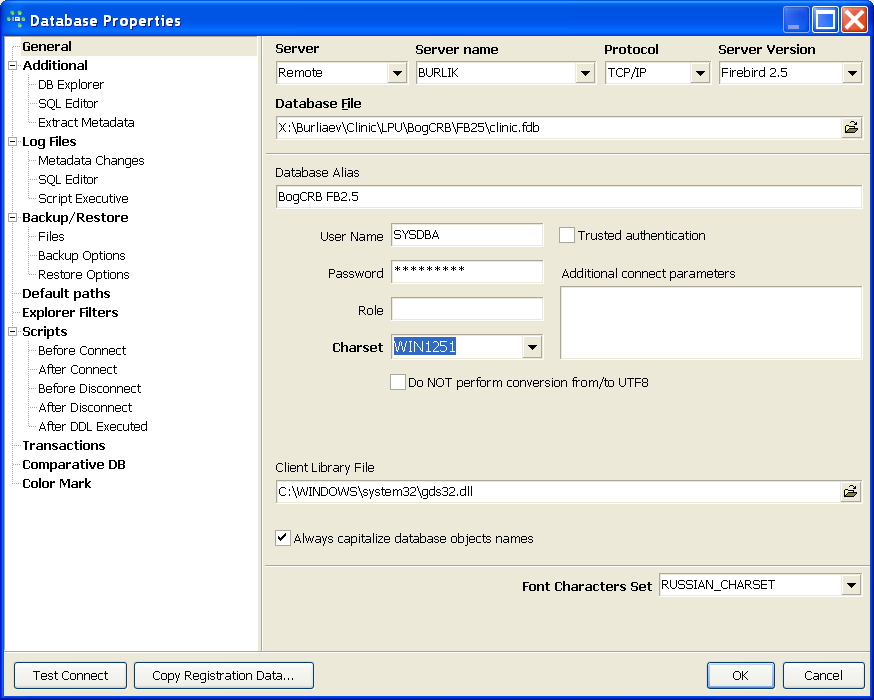 Database Properties
General
Additional
DB Explorer
SQL Editor
Extract Metadata
Log Files
Metadata Changes
SQL Editor
Script Executive
Backup/Restore
Files
Backup Options
Restore Options
Default paths
Explorer Filters
Scripts
Before Connect
After Connect
Before Disconnect
After Disconnect
After DDL Executed
Transactions
Comparative DB
Color Mark
Server Server name Protocol Server Version
Remote BURLIK TCP/IP Firebird 2.5
Database File
X:\Burliaev\Clinic\LPU\BogCRB\FB25\clinic.fdb
Database Alias
BogCRB FB2.5
User Name SYSDBA Trusted authentication
Password ********* Additional connect parameters
Role
Charset WIN1251
Do NOT perform conversion from/to UTF8
Client Library File
C:\WINDOWS\system32\gds32.dll
Always capitalize database objects names
Font Characters Set RUSSIAN_CHARSET
Test Connect Copy Registration Data... OK Cancel